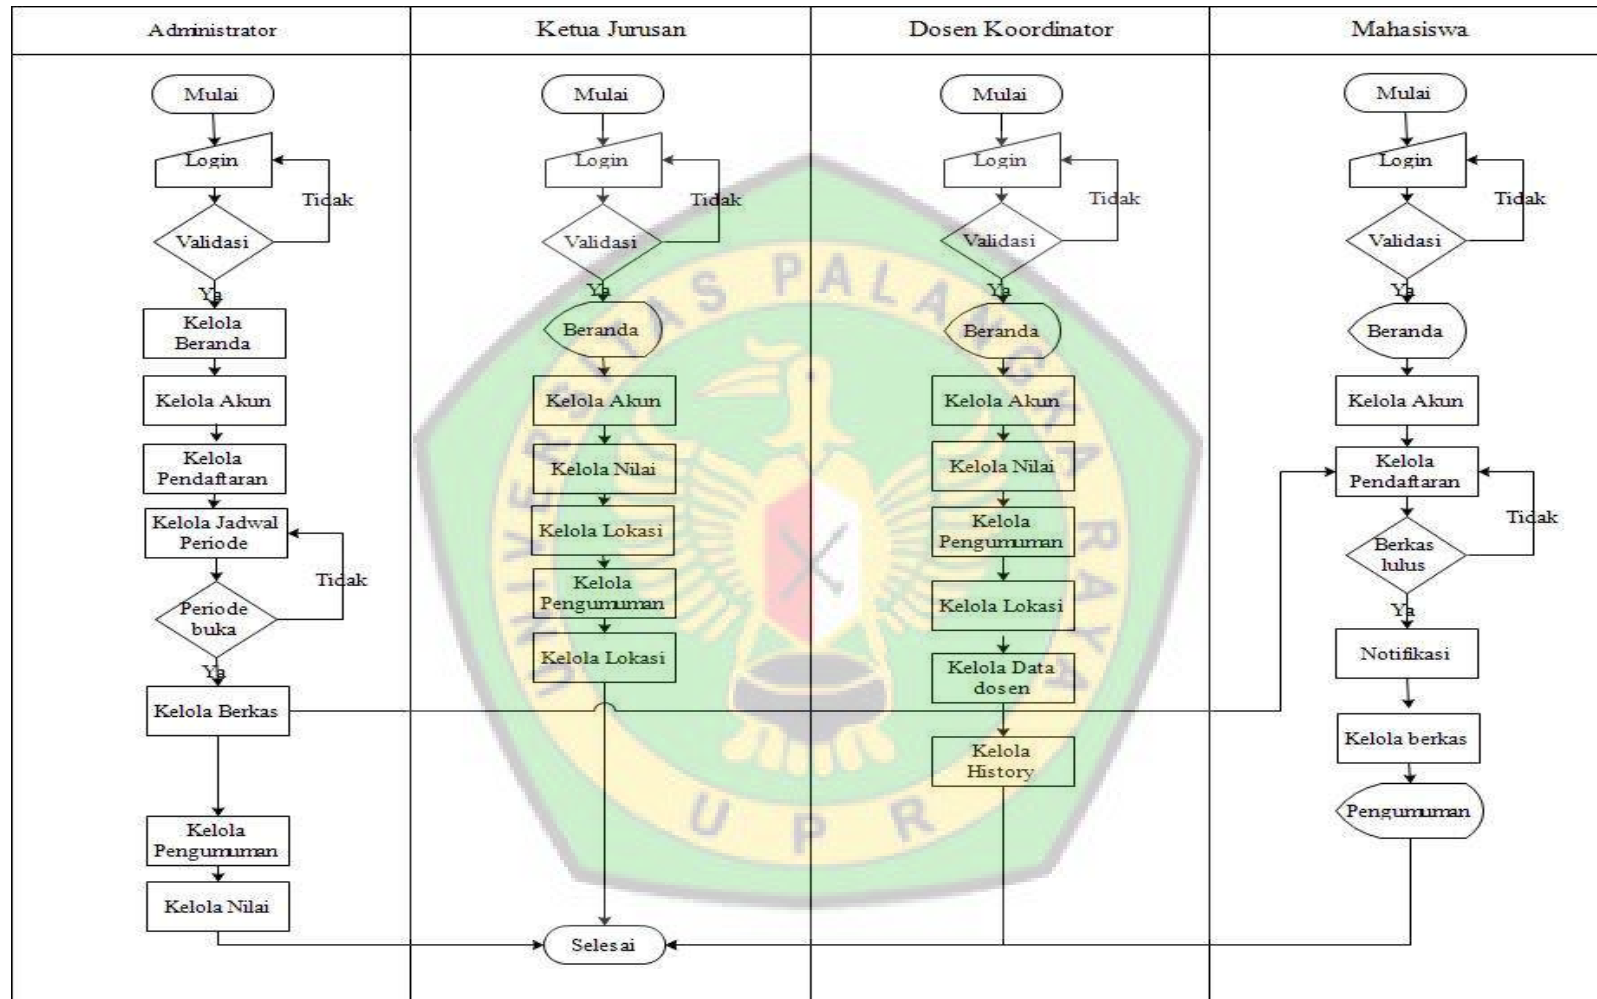 Administrator
Ketua Jurusan
Dosen Koordinator
Mahasiswa
Mulai
Login
Tidak
Validasi
Ya
Kelola
Beranda
Kelola Akun
Kelola
Pendaftaran
Kelola Jadwal
Periode
Tidak
Periode
buka
Ya
Kelola Berkas
Kelola
Pengumuman
Kelola Nilai
Mulai
Login
Tidak
Validasi
Ya
Beranda
Kelola Akun
Kelola Nilai
Kelola Lokasi
Kelola
Pengumuman
Kelola Lokasi
Selesai
Mulai
Login
Tidak
Validasi
Ya
Beranda
Kelola Akun
Kelola Nilai
Kelola
Pengumuman
Kelola Lokasi
Kelola Data
dosen
Kelola
History
Mulai
Login
Tidak
Validasi
Ya
Beranda
Kelola Akun
Kelola
Pendaftaran
Tidak
Berkas
lulus
Ya
Notifikasi
Kelola berkas
Pengumuman
UNIVERSITAS PALANGKA RAYA
UPR